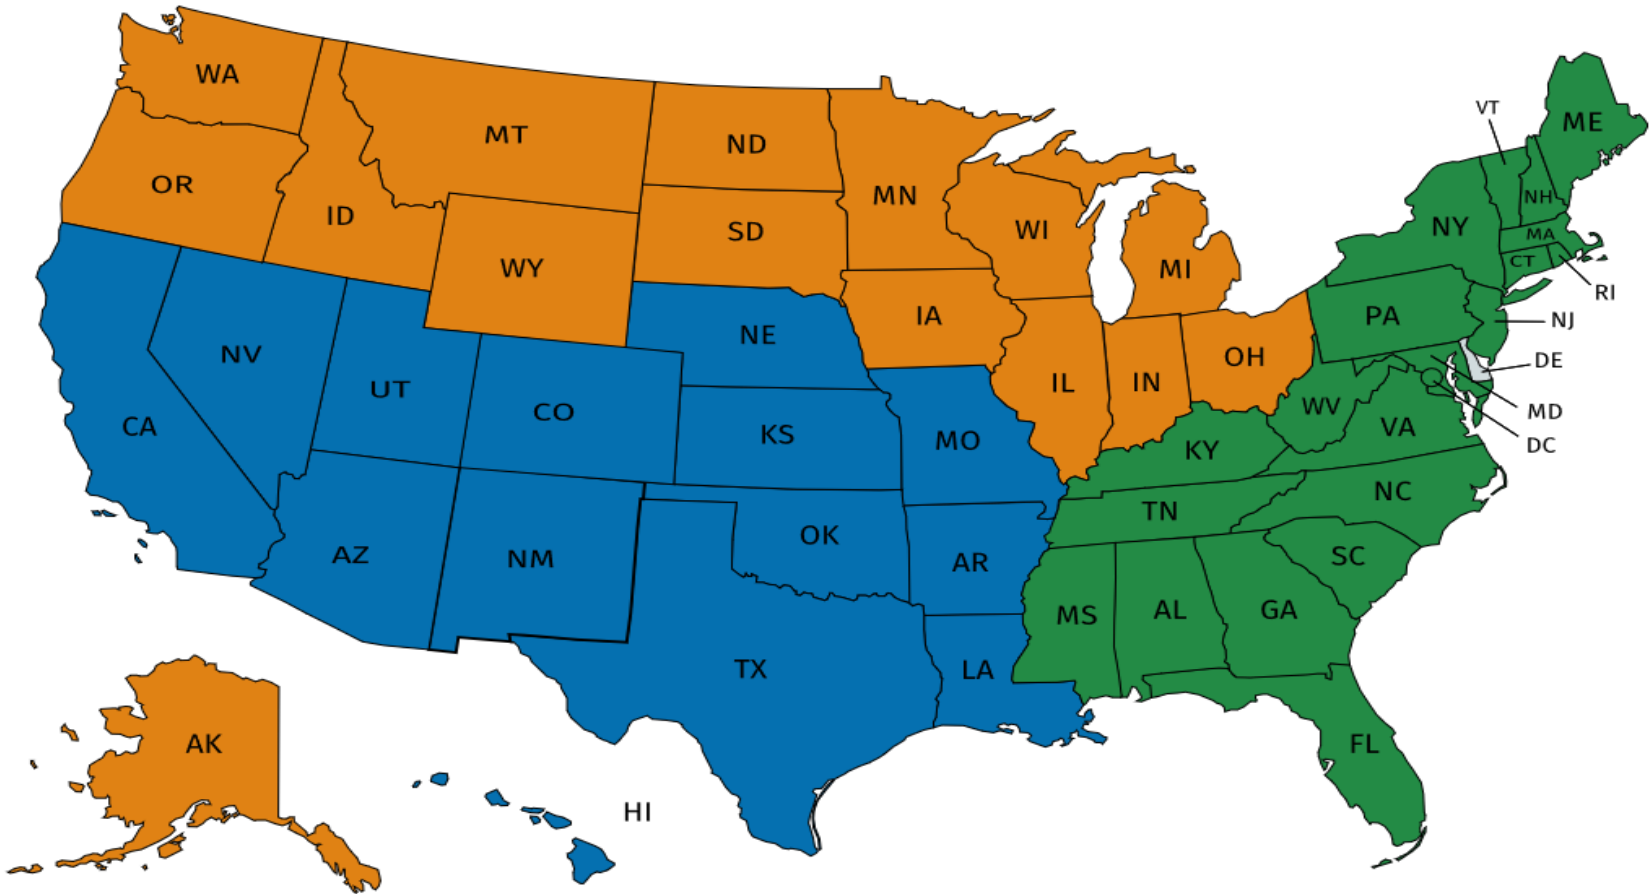 WA
MT
ND
MN
VT
ME
OR
ID
WY
SD
WI
MI
NY
NH
MA
CT
RI
NV
UT
CO
NE
IA
PA
NJ
DE
CA
KS
MO
IL
IN
OH
WV
VA
MD
DC
KY
AZ
NM
OK
AR
TN
NC
SC
TX
LA
MS
AL
GA
FL
AK
HI